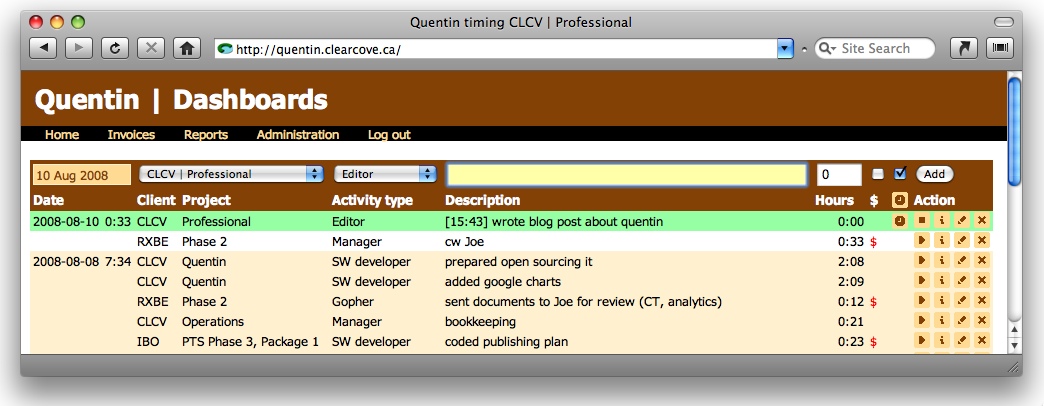 Quentin timing CLCV | Professional
http://quentin.clearcove.ca/ Site Search
Quentin | Dashboards
Home Invoices Reports Administration Log out
10 Aug 2008 CLCV | Professional Editor 0 Add
Date Client Project Activity type Description Hours $ Action
2008-08-10 0:33 CLCV Professional Editor [15:43] wrote blog post about quentin 0:00
RXBE Phase 2 Manager cw Joe 0:33 $
2008-08-08 7:34 CLCV Quentin SW developer prepared open sourcing it 2:08
CLCV Quentin SW developer added google charts 2:09
RXBE Phase 2 Gopher sent documents to Joe for review (CT, analytics) 0:12 $
CLCV Operations Manager bookkeeping 0:21
IBO PTS Phase 3, Package 1 SW developer coded publishing plan 0:23 $